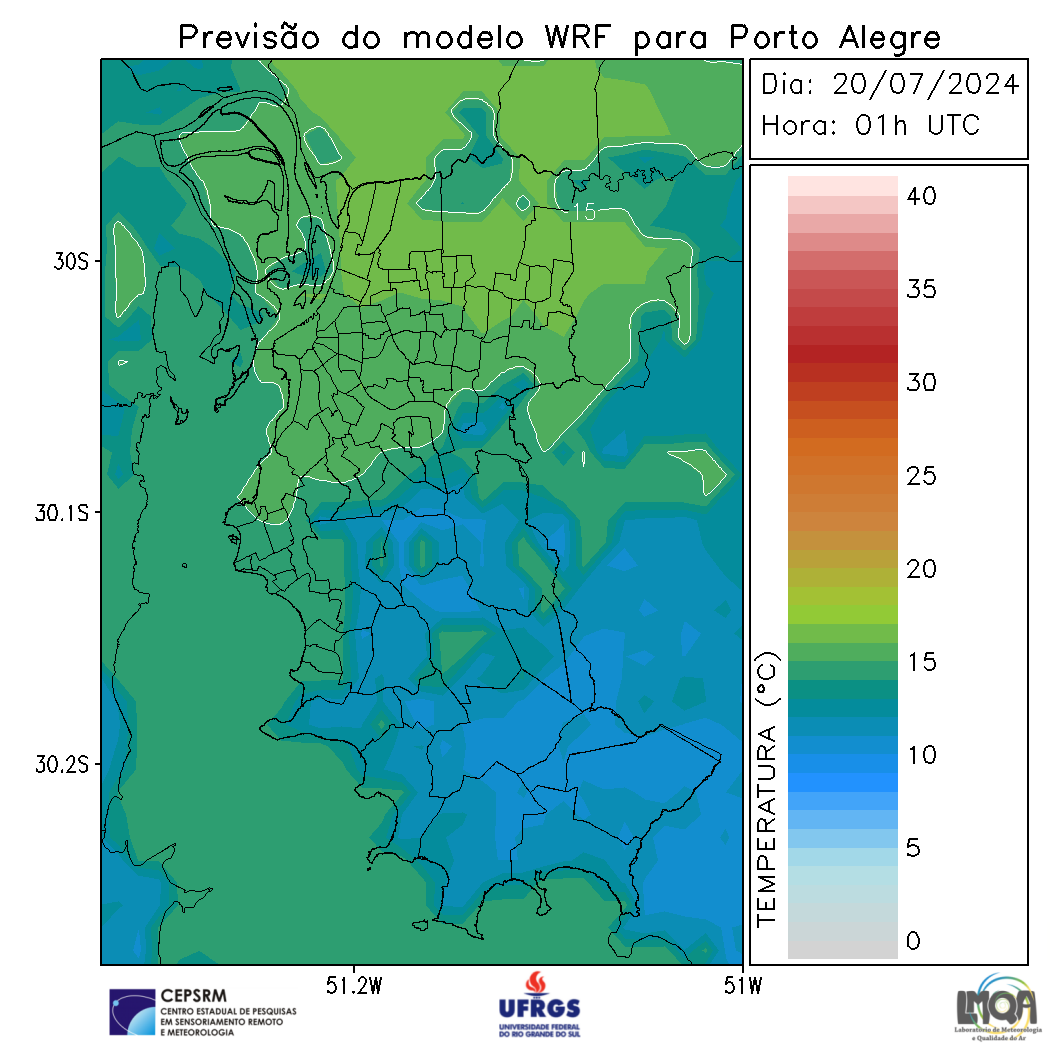 Previsão do modelo WRF para Porto Alegre
Dia: 20/07/2024
Hora: 01h UTC
15
30S
30.1S
30.2S
51.2W
51W
TEMPERATURA (°C)
40
35
30
25
20
15
10
5
0
CEPSRM
CENTRO ESTADUAL DE PESQUISAS
EM SENSORIAMENTO REMOTO
E METEOROLOGIA
UFRGS
UNIVERSIDADE FEDERAL
DO RIO GRANDE DO SUL
LMQA
Laboratório de Meteorologia
e Qualidade do Ar